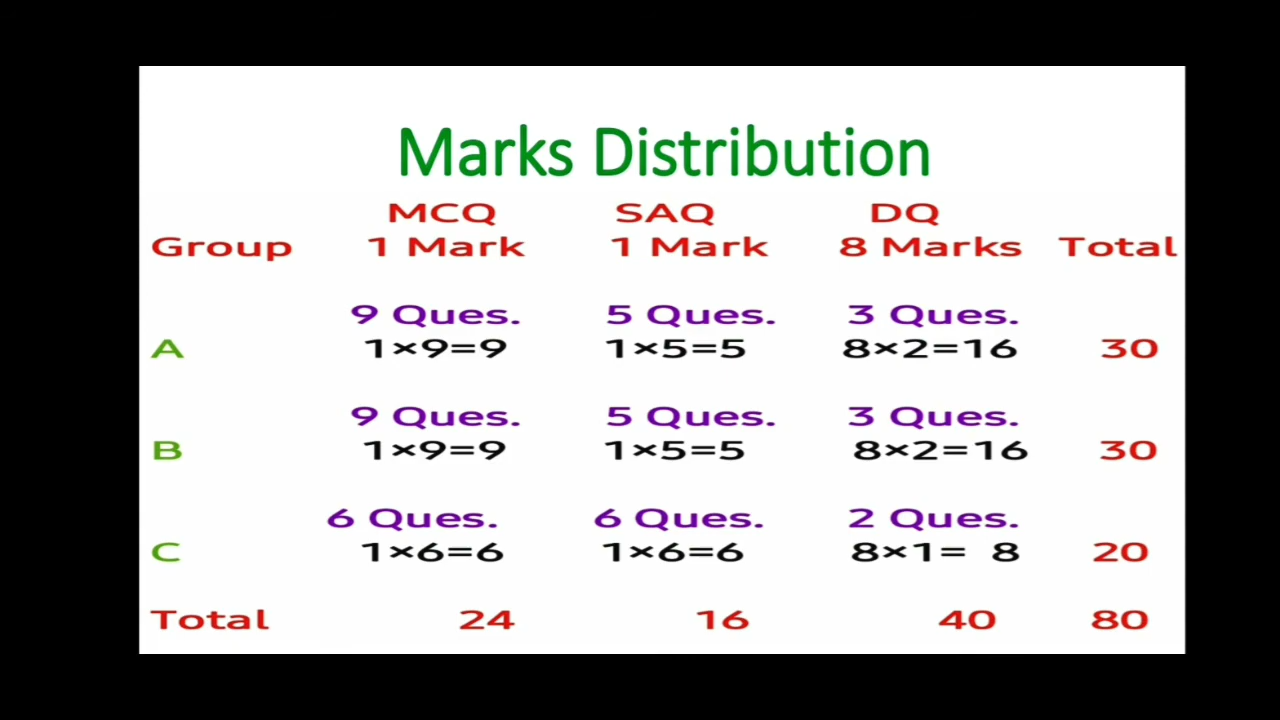 Marks Distribution
MCQ SAQ DQ
Group 1 Mark 1 Mark 8 Marks Total
9 Ques. 5 Ques. 3 Ques.
A 1×9=9 1×5=5 8×2=16 30
9 Ques. 5 Ques. 3 Ques.
B 1×9=9 1×5=5 8×2=16 30
6 Ques. 6 Ques. 2 Ques.
C 1×6=6 1×6=6 8×1= 8 20
Total 24 16 40 80